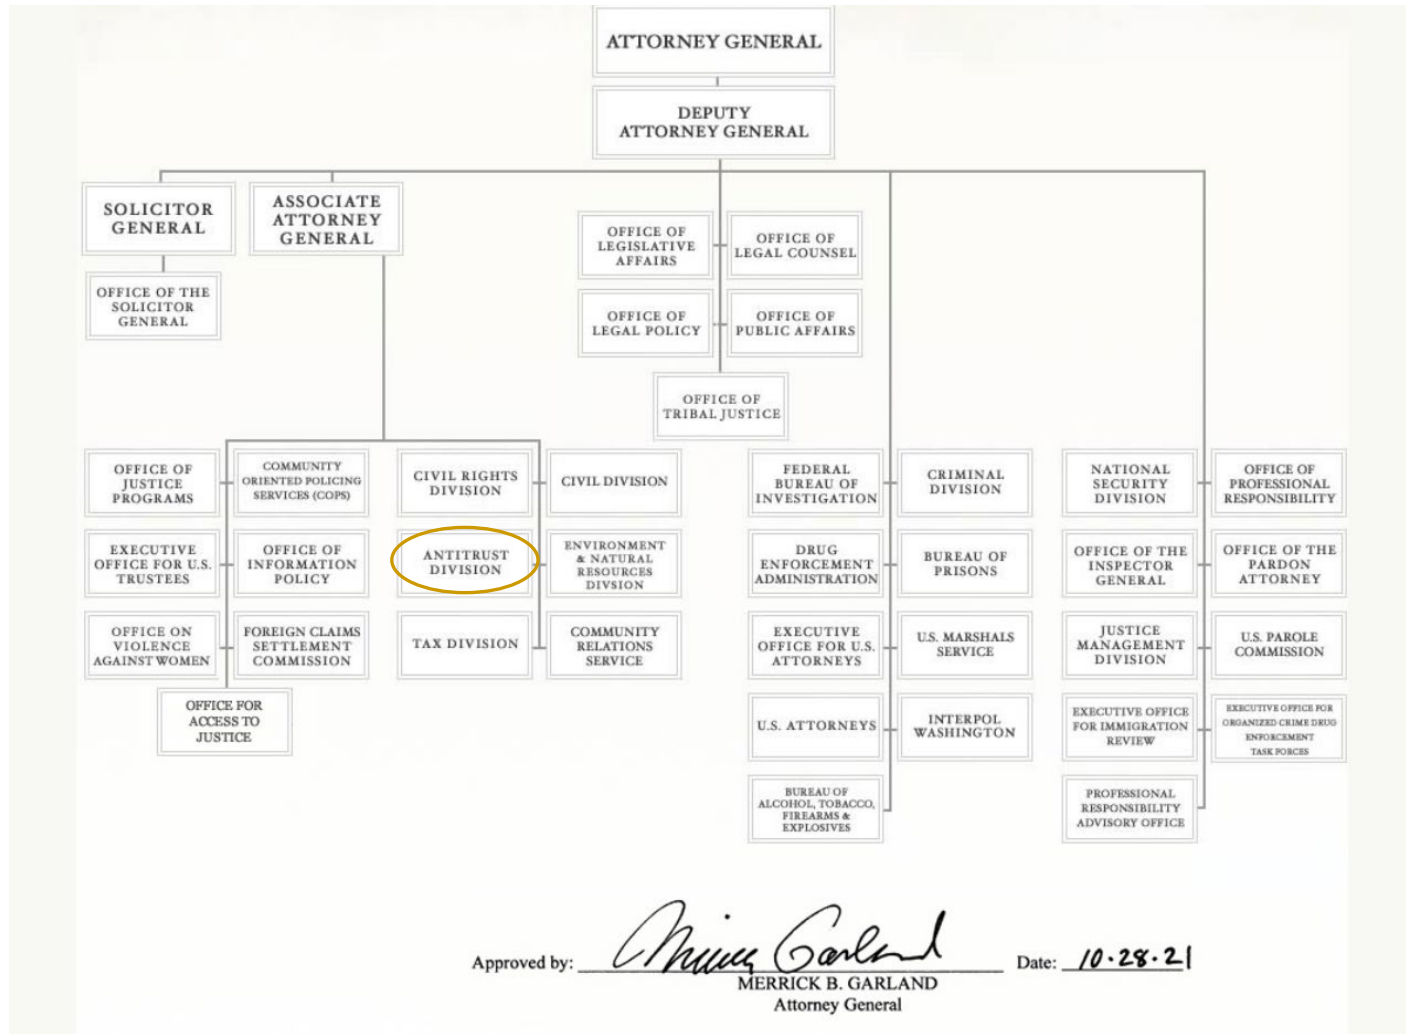 ATTORNEY GENERAL
DEPUTY
ATTORNEY GENERAL
SOLICITOR
GENERAL
ASSOCIATE
ATTORNEY
GENERAL
OFFICE OF THE
SOLICITOR
GENERAL
OFFICE OF
LEGISLATIVE
AFFAIRS
OFFICE OF
LEGAL COUNSEL
OFFICE OF
LEGAL POLICY
OFFICE OF
PUBLIC AFFAIRS
OFFICE OF
TRIBAL JUSTICE
OFFICE OF
JUSTICE
PROGRAMS
COMMUNITY
ORIENTED POLICING
SERVICES (COPS)
CIVIL RIGHTS
DIVISION
CIVIL DIVISION
FEDERAL
BUREAU OF
INVESTIGATION
CRIMINAL
DIVISION
NATIONAL
SECURITY
DIVISION
OFFICE OF
PROFESSIONAL
RESPONSIBILITY
EXECUTIVE
OFFICE FOR U.S.
TRUSTEES
OFFICE OF
INFORMATION
POLICY
ANTITRUST
DIVISION
ENVIRONMENT
& NATURAL
RESOURCES
DIVSION
DRUG
ENFORCEMENT
ADMINISTRATION
BUREAU OF
PRISONS
OFFICE OF THE
INSPECTOR
GENERAL
OFFICE OF THE
PARDON
ATTORNEY
OFFICE ON
VIOLENCE
AGAINST WOMEN
FOREIGN CLAIMS
SETTLEMENT
COMMISSION
TAX DIVISION
COMMUNITY
RELATIONS
SERVICE
EXECUTIVE
OFFICE FOR U.S.
ATTORNEYS
U.S. MARSHALS
SERVICE
JUSTICE
MANAGEMENT
DIVISION
U.S. PAROLE
COMMISSION
OFFICE FOR
ACCESS TO
JUSTICE
U.S. ATTORNEYS
INTERPOL
WASHINGTON
EXECUTIVE OFFICE
FOR IMMIGRATION
REVIEW
EXECUTIVE OFFICE FOR
ORGANIZED CRIME DRUG
ENFORCEMENT
TASK FORCES
BUREAU OF
ALCOHOL, TOBACCO,
FIREARMS &
EXPLOSIVES
PROFESSIONAL
RESPONSIBILITY
ADVISORY OFFICE
Approved by: Merrick Garland Date: 10·28·21
MERRICK B. GARLAND
Attorney General